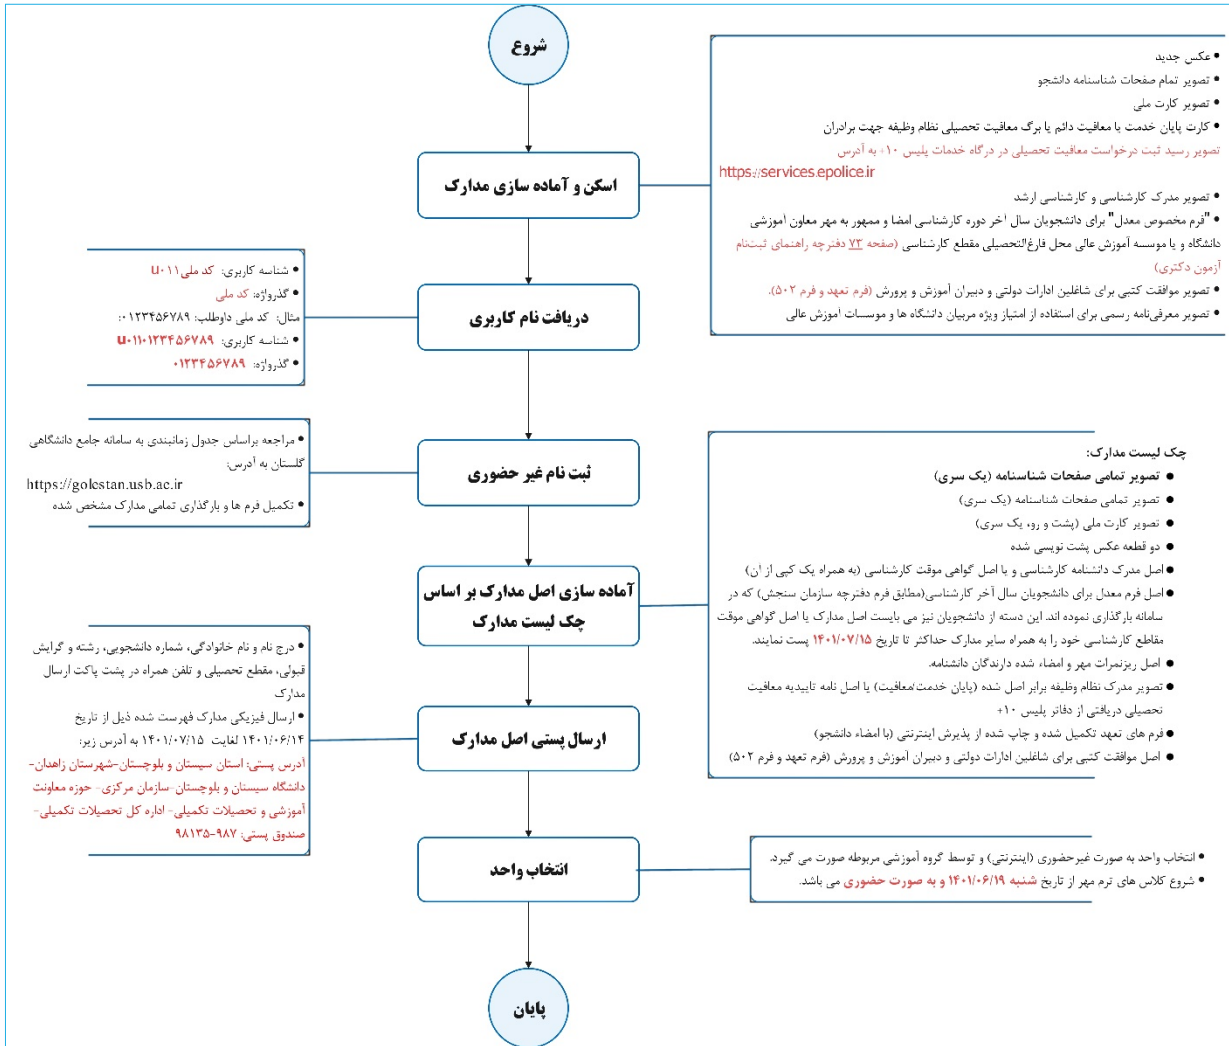 شروع
اسکن و آماده سازی مدارک
• عکس جدید
• تصویر تمام صفحات شناسنامه دانشجو
• تصویر کارت ملی
• کارت پایان خدمت یا معافیت دائم یا برگ معافیت تحصیلی نظام وظیفه جهت برادران
تصویر رسید ثبت درخواست معافیت تحصیلی در درگاه خدمات پلیس ۱۰+ به آدرس
https://services.epolice.ir
• تصویر مدرک کارشناسی و کارشناسی ارشد
• "فرم مخصوص معدل" برای دانشجویان سال آخر دوره کارشناسی امضا و ممهور به مهر معاون آموزشی
دانشگاه و یا موسسه آموزش عالی محل فارغ‌التحصیلی مقطع کارشناسی (صفحه ۷۳ دفترچه راهنمای ثبت‌نام
آزمون دکتری)
• تصویر موافقت کتبی برای شاغلین ادارات دولتی و دبیران آموزش و پرورش (فرم تعهد و فرم ۵۰۲).
• تصویر معرفی‌نامه رسمی برای استفاده از امتیاز ویژه مربیان دانشگاه ها و موسسات آموزش عالی
دریافت نام کاربری
• شناسه کاربری: کد ملی u۰۱۱
• گذرواژه: کد ملی
مثال: کد ملی داوطلب: ۰۱۲۳۴۵۶۷۸۹:
• شناسه کاربری: u۰۱۱۰۱۲۳۴۵۶۷۸۹
• گذرواژه: ۰۱۲۳۴۵۶۷۸۹
ثبت نام غیر حضوری
• مراجعه براساس جدول زمانبندی به سامانه جامع دانشگاهی
گلستان به آدرس:
https://golestan.usb.ac.ir
• تکمیل فرم ها و بارگذاری تمامی مدارک مشخص شده
آماده سازی اصل مدارک بر اساس
چک لیست مدارک
چک لیست مدارک:
• تصویر تمامی صفحات شناسنامه (یک سری)
• تصویر تمامی صفحات شناسنامه (یک سری)
• تصویر کارت ملی (پشت و رو، یک سری)
• دو قطعه عکس پشت نویسی شده
• اصل مدرک دانشنامه کارشناسی و یا اصل گواهی موقت کارشناسی (به همراه یک کپی از آن)
• اصل فرم معدل برای دانشجویان سال آخر کارشناسی(مطابق فرم دفترچه سازمان سنجش) که در
سامانه بارگذاری نموده اند. این دسته از دانشجویان نیز می بایست اصل مدارک یا اصل گواهی موقت
مقاطع کارشناسی خود را به همراه سایر مدارک حداکثر تا تاریخ ۱۴۰۱/۰۷/۱۵ پست نمایند.
• اصل ریزنمرات مهر و امضاء شده دارندگان دانشنامه.
• تصویر مدرک نظام وظیفه برابر اصل شده (پایان خدمت/معافیت) یا اصل نامه تاییدیه معافیت
تحصیلی دریافتی از دفاتر پلیس ۱۰+
• فرم های تعهد تکمیل شده و چاپ شده از پذیرش اینترنتی (با امضاء دانشجو)
• اصل موافقت کتبی برای شاغلین ادارات دولتی و دبیران آموزش و پرورش (فرم تعهد و فرم ۵۰۲)
ارسال پستی اصل مدارک
• درج نام و نام خانوادگی، شماره دانشجویی، رشته و گرایش
قبولی، مقطع تحصیلی و تلفن همراه در پشت پاکت ارسال
مدارک
• ارسال فیزیکی مدارک فهرست شده ذیل از تاریخ
۱۴۰۱/۰۶/۱۴ لغایت ۱۴۰۱/۰۷/۱۵ به آدرس زیر:
آدرس پستی: استان سیستان و بلوچستان-شهرستان زاهدان-
دانشگاه سیستان و بلوچستان-سازمان مرکزی- حوزه معاونت
آموزشی و تحصیلات تکمیلی- اداره کل تحصیلات تکمیلی-
صندوق پستی: ۹۸۷-۹۸۱۳۵
انتخاب واحد
• انتخاب واحد به صورت غیرحضوری (اینترنتی) و توسط گروه آموزشی مربوطه صورت می گیرد.
• شروع کلاس های ترم مهر از تاریخ شنبه ۱۴۰۱/۰۶/۱۹ و به صورت حضوری می باشد.
پایان